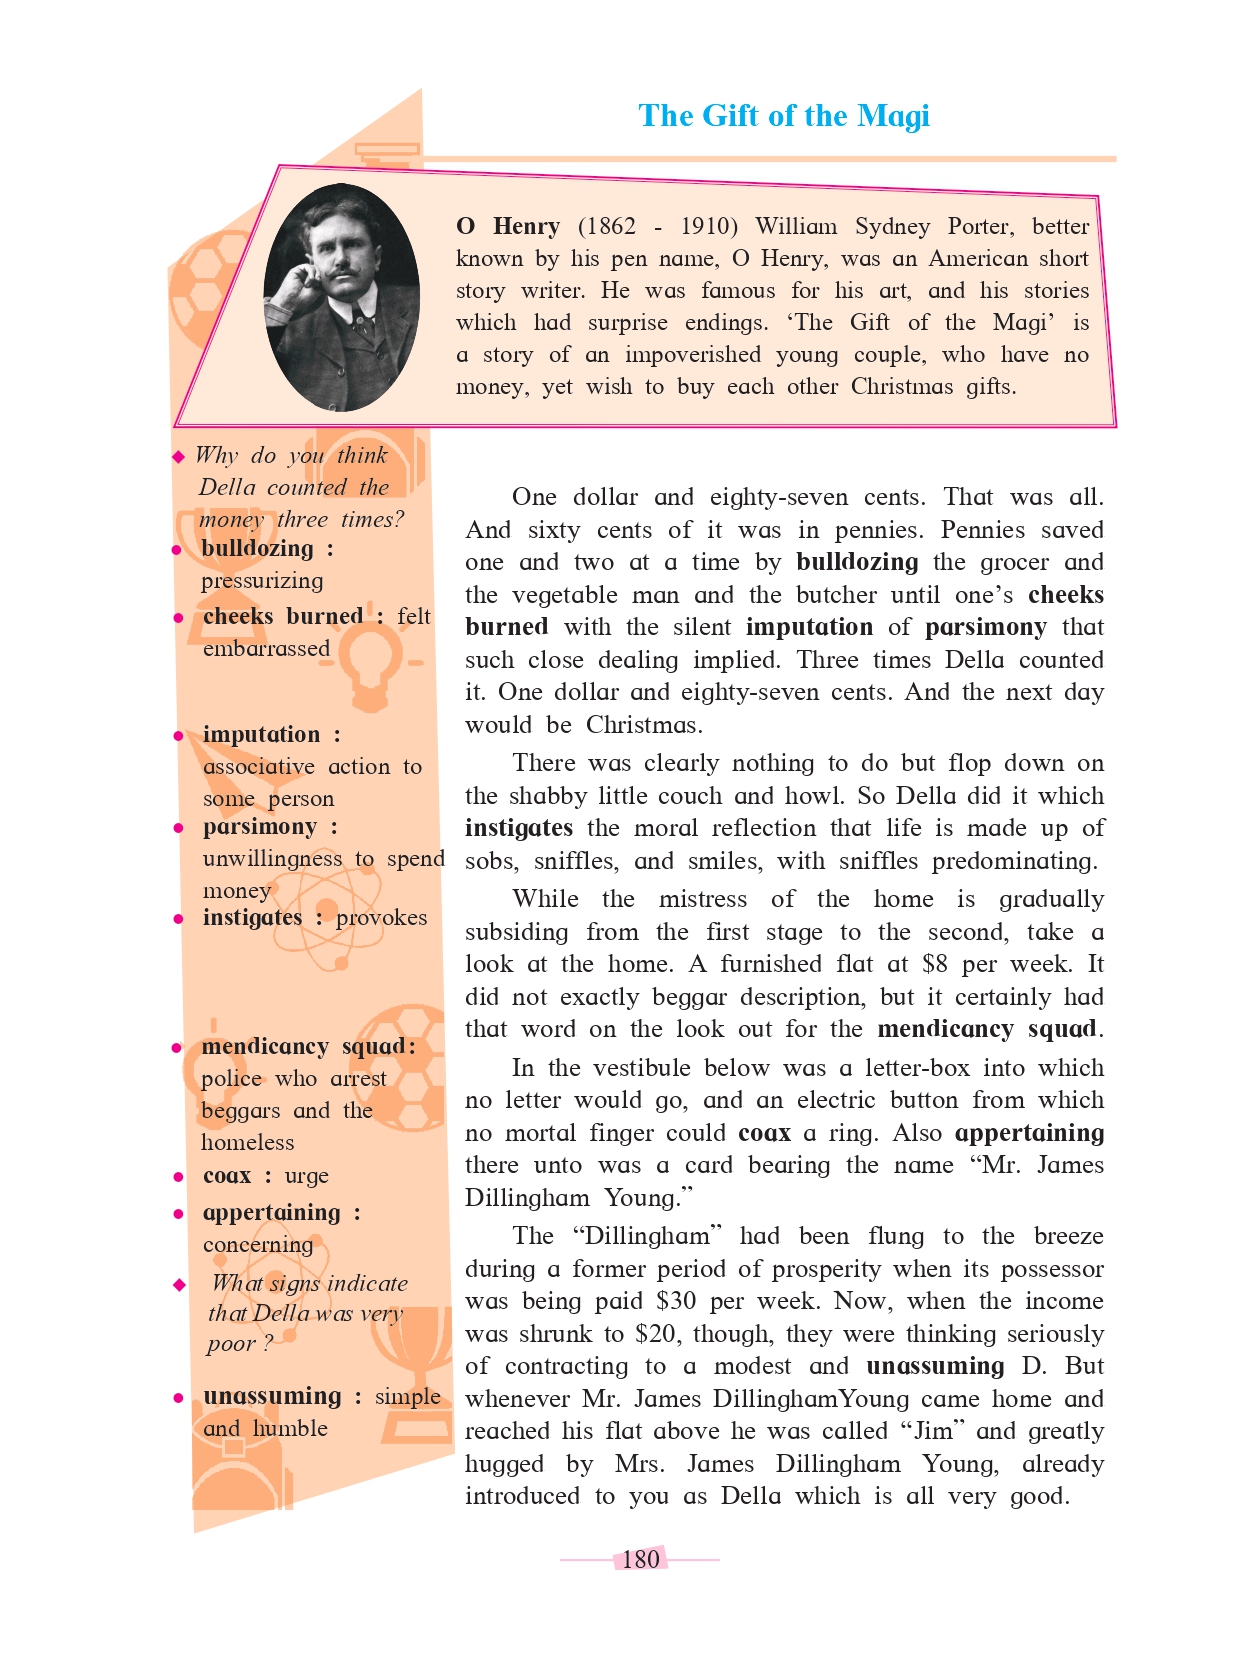 The Gift of the Magi
O Henry (1862 - 1910) William Sydney Porter, better
known by his pen name, O Henry, was an American short
story writer. He was famous for his art, and his stories
which had surprise endings. ‘The Gift of the Magi’ is
a story of an impoverished young couple, who have no
money, yet wish to buy each other Christmas gifts.
◆ Why do you think
Della counted the
money three times?
● bulldozing :
pressurizing
● cheeks burned : felt
embarrassed
● imputation :
associative action to
some person
● parsimony :
unwillingness to spend
money
● instigates : provokes
● mendicancy squad:
police who arrest
beggars and the
homeless
● coax : urge
● appertaining :
concerning
◆ What signs indicate
that Della was very
poor ?
● unassuming : simple
and humble
One dollar and eighty-seven cents. That was all.
And sixty cents of it was in pennies. Pennies saved
one and two at a time by bulldozing the grocer and
the vegetable man and the butcher until one’s cheeks
burned with the silent imputation of parsimony that
such close dealing implied. Three times Della counted
it. One dollar and eighty-seven cents. And the next day
would be Christmas.
There was clearly nothing to do but flop down on
the shabby little couch and howl. So Della did it which
instigates the moral reflection that life is made up of
sobs, sniffles, and smiles, with sniffles predominating.
While the mistress of the home is gradually
subsiding from the first stage to the second, take a
look at the home. A furnished flat at $8 per week. It
did not exactly beggar description, but it certainly had
that word on the look out for the mendicancy squad.
In the vestibule below was a letter-box into which
no letter would go, and an electric button from which
no mortal finger could coax a ring. Also appertaining
there unto was a card bearing the name “Mr. James
Dillingham Young.”
The “Dillingham” had been flung to the breeze
during a former period of prosperity when its possessor
was being paid $30 per week. Now, when the income
was shrunk to $20, though, they were thinking seriously
of contracting to a modest and unassuming D. But
whenever Mr. James DillinghamYoung came home and
reached his flat above he was called “Jim” and greatly
hugged by Mrs. James Dillingham Young, already
introduced to you as Della which is all very good.
180